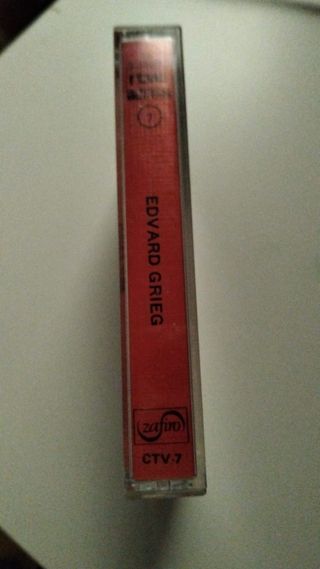 7
EDVARD GRIEG
zafiro
CTV-7